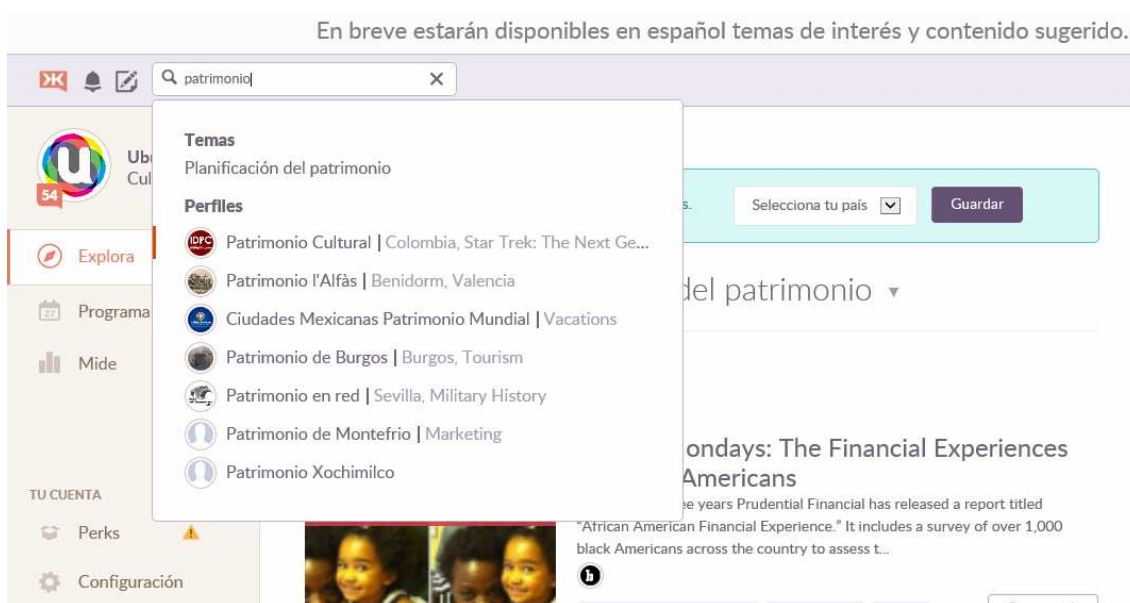 En breve estarán disponibles en español temas de interés y contenido sugerido.
patrimonio
54
Temas
Planificación del patrimonio
Perfiles
IDPC
Patrimonio Cultural | Colombia, Star Trek: The Next Ge...
Patrimonio l'Alfàs | Benidorm, Valencia
Ciudades Mexicanas Patrimonio Mundial | Vacations
Patrimonio de Burgos | Burgos, Tourism
Patrimonio en red | Sevilla, Military History
Patrimonio de Montefrio | Marketing
Patrimonio Xochimilco
s.
Selecciona tu país
Guardar
Explora
Programa
27
Mide
del patrimonio
ondays: The Financial Experiences
Americans
ee years Prudential Financial has released a report titled
"African American Financial Experience." It includes a survey of over 1,000
black Americans across the country to assess t...
TU CUENTA
Perks
Configuración